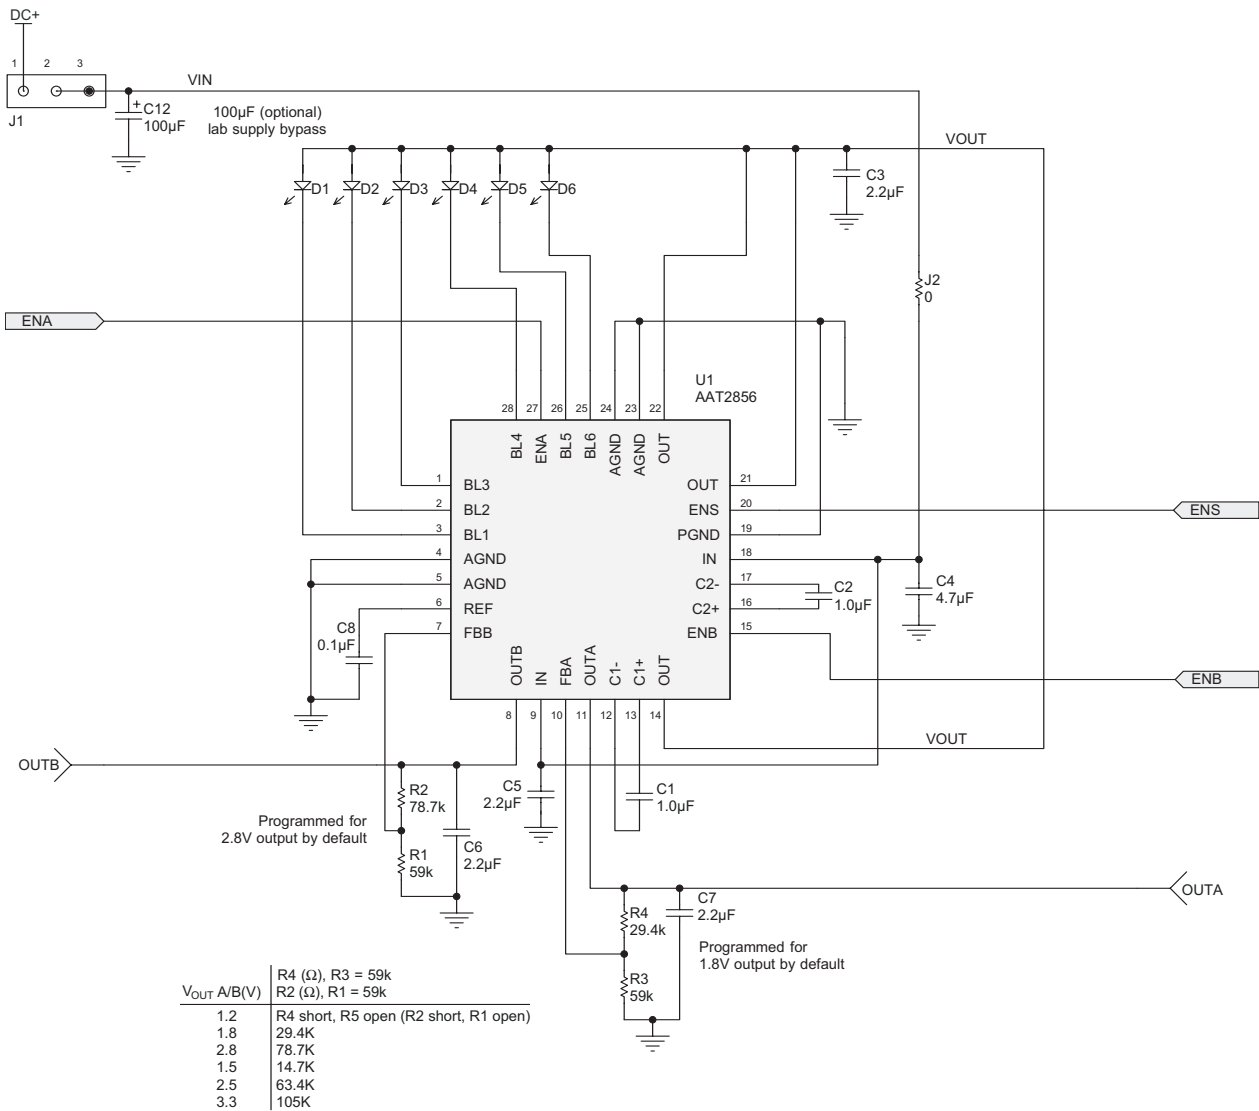 DC+
1 2 3
J1
VIN
+
C12
100µF
100µF (optional)
lab supply bypass
VOUT
D1 D2 D3 D4 D5 D6
C3
2.2µF
J2
0
ENA
U1
AAT2856
28 27 26 25 24 23 22
BL4 ENA BL5 BL6 AGND AGND OUT
1 BL3
2 BL2
3 BL1
4 AGND
5 AGND
6 REF
7 FBB
OUT 21
ENS 20
PGND 19
IN 18
C2- 17
C2+ 16
ENB 15
OUTB IN FBA OUTA C1- C1+ OUT
8 9 10 11 12 13 14
ENS
C2
1.0µF
C4
4.7µF
ENB
C8
0.1µF
VOUT
OUTB
R2
78.7k
C5
2.2µF
C1
1.0µF
Programmed for
2.8V output by default
R1
59k
C6
2.2µF
OUTA
R4
29.4k
C7
2.2µF
Programmed for
1.8V output by default
R3
59k
R4 (Ω), R3 = 59k
VOUT A/B(V) R2 (Ω), R1 = 59k
1.2 R4 short, R5 open (R2 short, R1 open)
1.8 29.4K
2.8 78.7K
1.5 14.7K
2.5 63.4K
3.3 105K